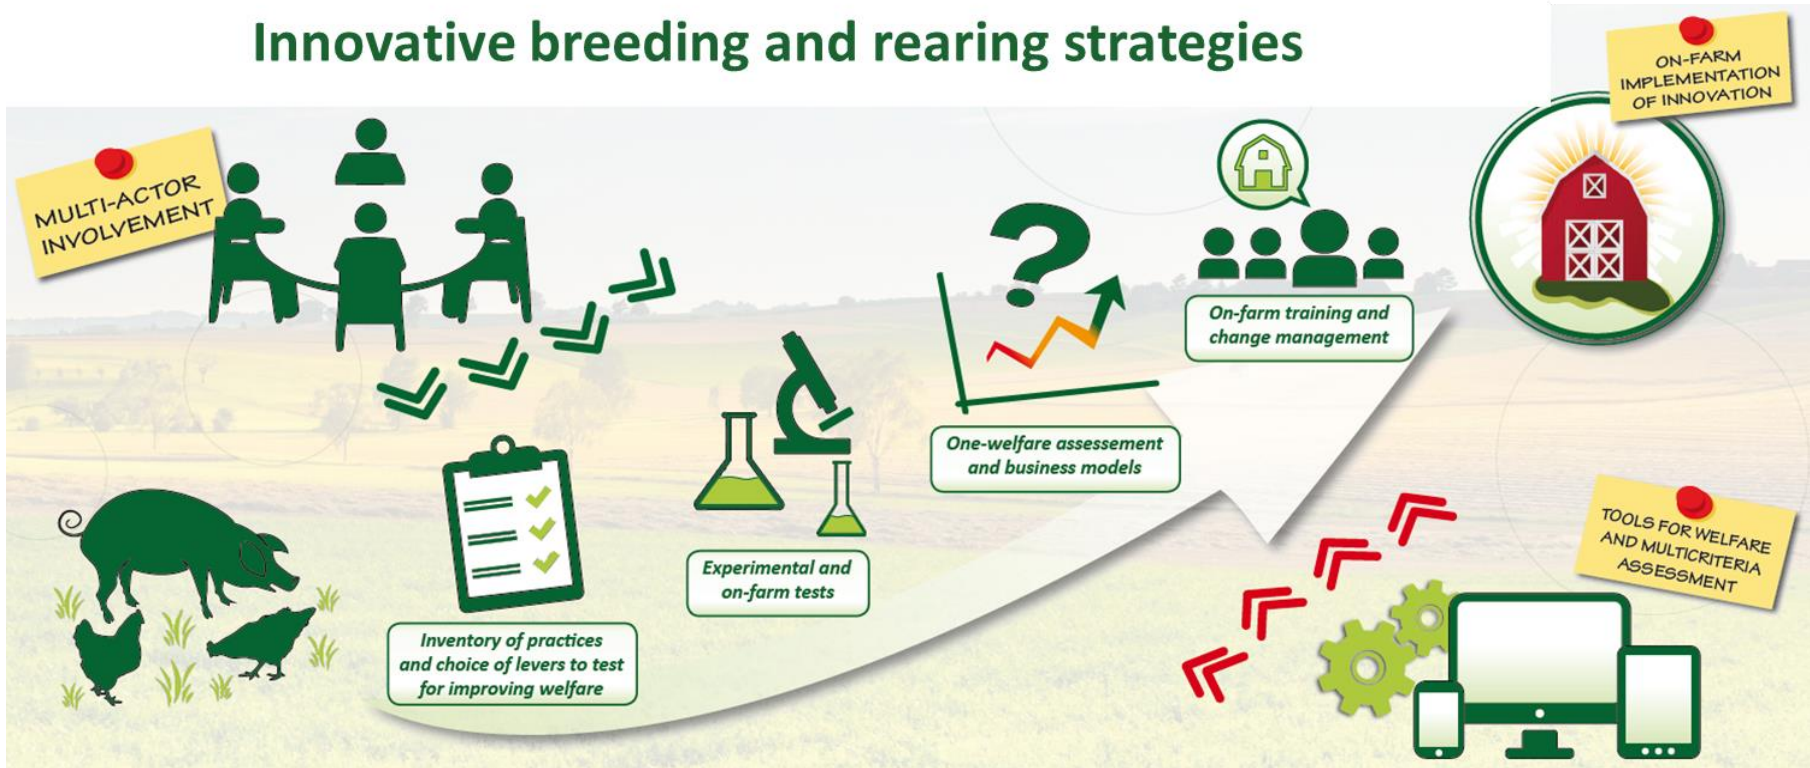 Innovative breeding and rearing strategies
ON-FARM
IMPLEMENTATION
OF INNOVATION
MULTI-ACTOR
INVOLVEMENT
On-farm training and
change management
One-welfare assessement
and business models
Experimental and
on-farm tests
Inventory of practices
and choice of levers to test
for improving welfare
TOOLS FOR WELFARE
AND MULTICRITERIA
ASSESSMENT